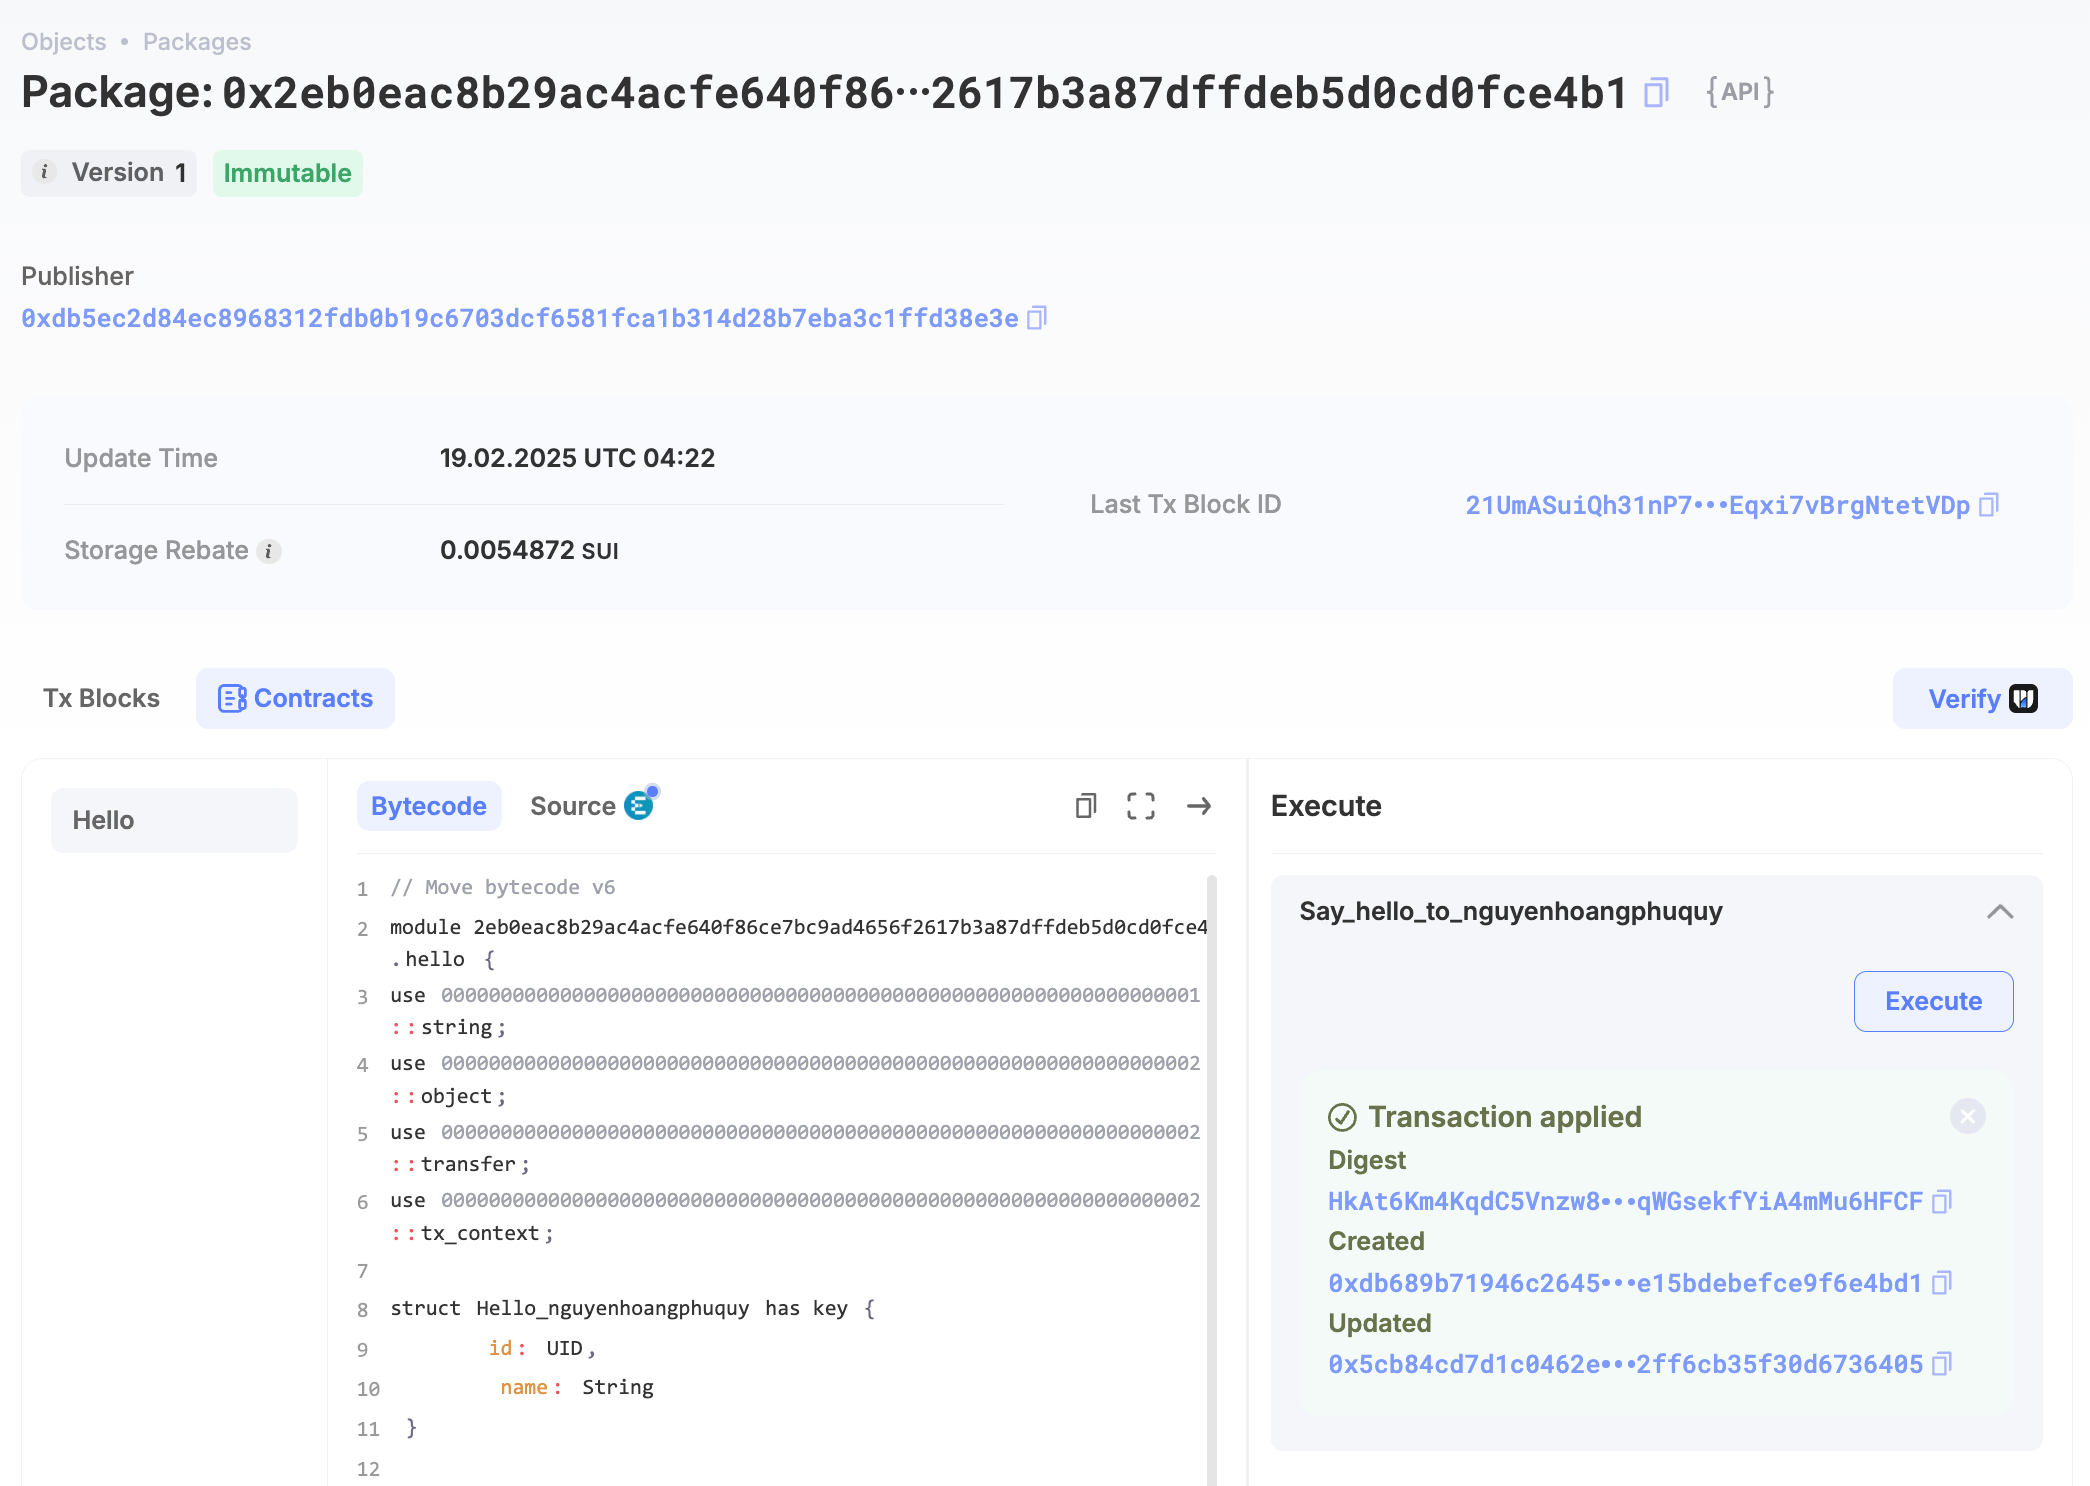 Objects • Packages
Package: 0x2eb0eac8b29ac4acfe640f86···2617b3a87dffdeb5d0cd0fce4b1 {API}
i Version 1 Immutable
Publisher
0xdb5ec2d84ec8968312fdb0b19c6703dcf6581fca1b314d28b7eba3c1ffd38e3e
Update Time 19.02.2025 UTC 04:22
Last Tx Block ID 21UmASuiQh31nP7•••Eqxi7vBrgNtetVDp
Storage Rebate i 0.0054872 SUI
Tx Blocks Contracts Verify
Hello
Bytecode Source
1 // Move bytecode v6
2 module 2eb0eac8b29ac4acfe640f86ce7bc9ad4656f2617b3a87dffdeb5d0cd0fce4
.hello {
3 use 0000000000000000000000000000000000000000000000000000000000000001
::string;
4 use 0000000000000000000000000000000000000000000000000000000000000002
::object;
5 use 0000000000000000000000000000000000000000000000000000000000000002
::transfer;
6 use 0000000000000000000000000000000000000000000000000000000000000002
::tx_context;
7
8 struct Hello_nguyenhoangphuquy has key {
9 id: UID,
10 name: String
11 }
12
Execute
Say_hello_to_nguyenhoangphuquy
Execute
Transaction applied
Digest
HkAt6Km4KqdC5Vnzw8•••qWGsekfYiA4mMu6HFCF
Created
0xdb689b71946c2645•••e15bdebefce9f6e4bd1
Updated
0x5cb84cd7d1c0462e•••2ff6cb35f30d6736405